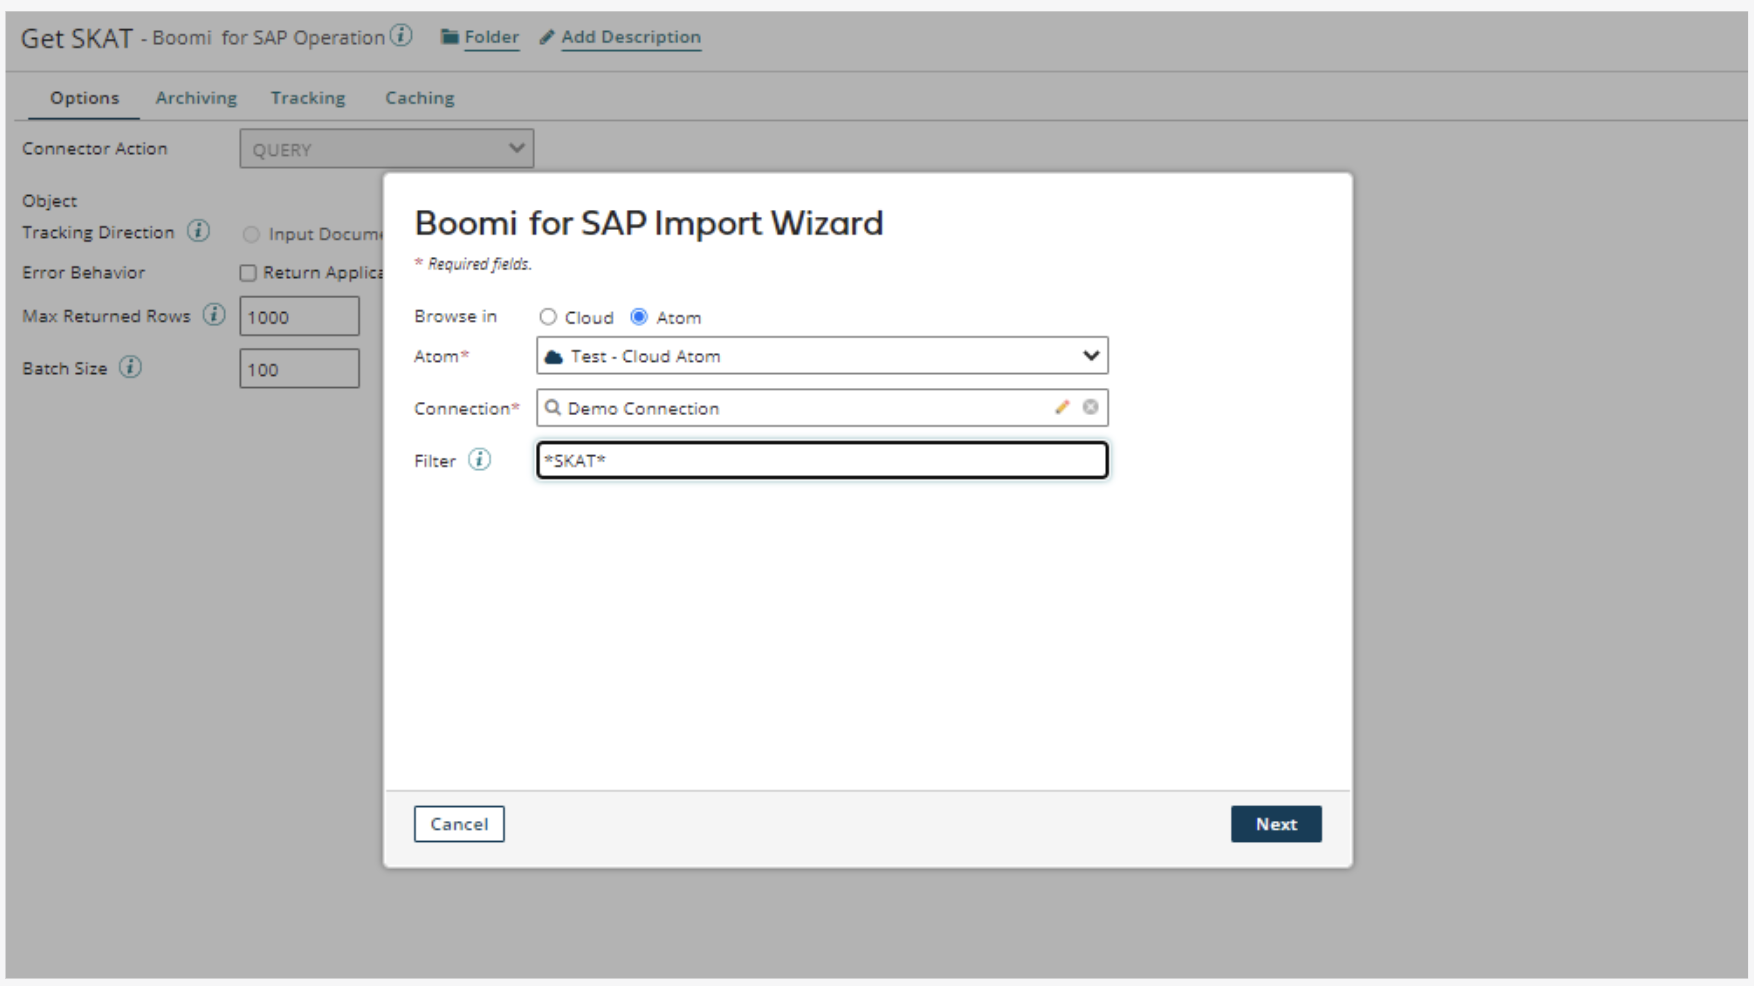 Get SKAT - Boomi for SAP Operation Folder Add Description
Options Archiving Tracking Caching
Connector Action QUERY
Object
Tracking Direction Input Docume
Error Behavior Return Applica
Max Returned Rows 1000
Batch Size 100
Boomi for SAP Import Wizard
* Required fields.
Browse in Cloud Atom
Atom* Test - Cloud Atom
Connection* Demo Connection
Filter *SKAT*
Cancel Next